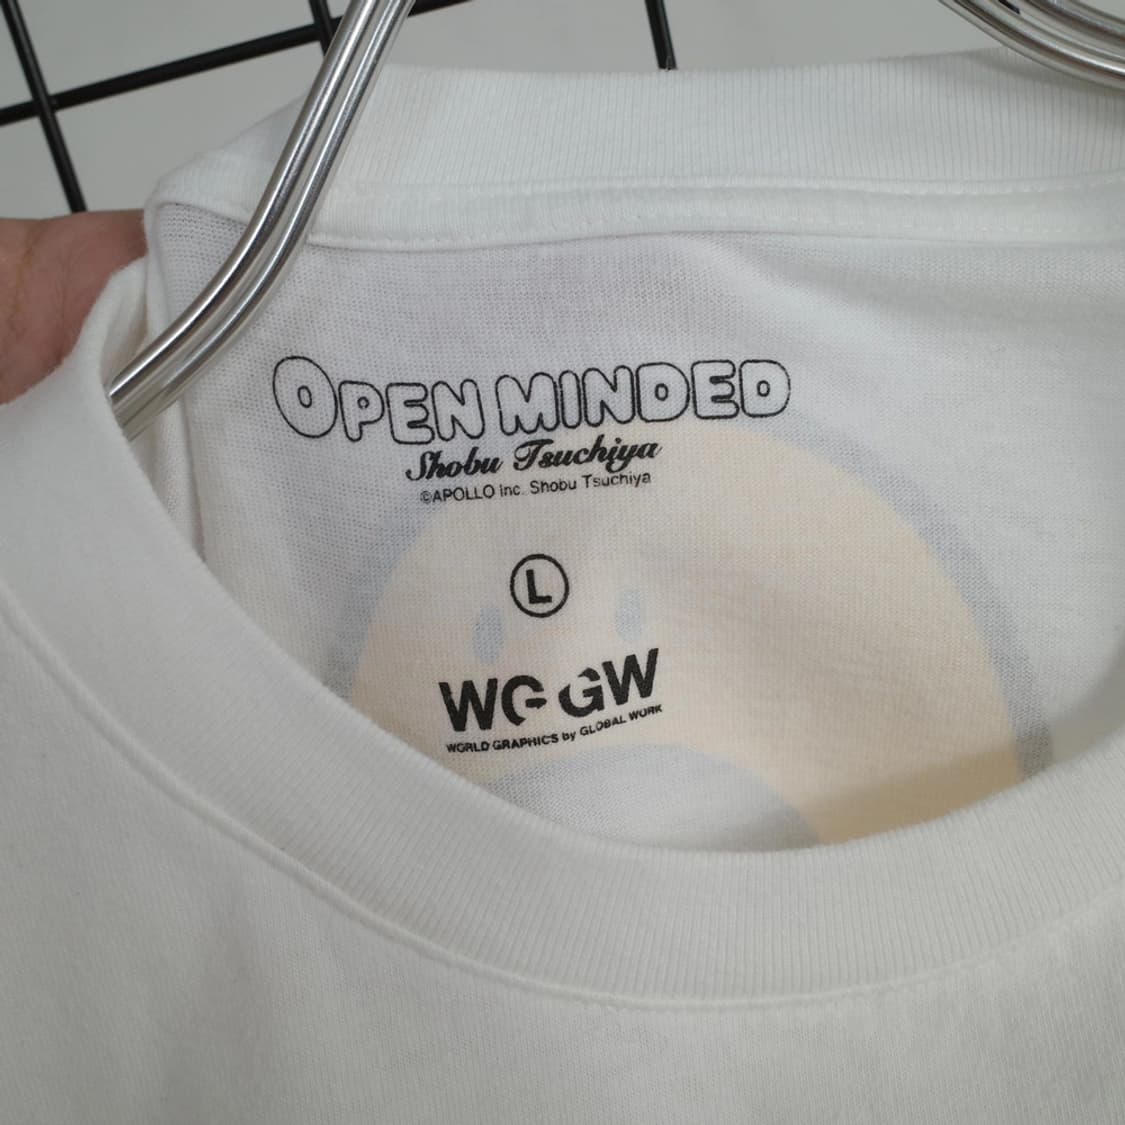 OPEN MINDED
Shobu Tsuchiya
©APOLLO Inc. Shobu Tsuchiya
L
WG GW
WORLD GRAPHICS by GLOBAL WORK